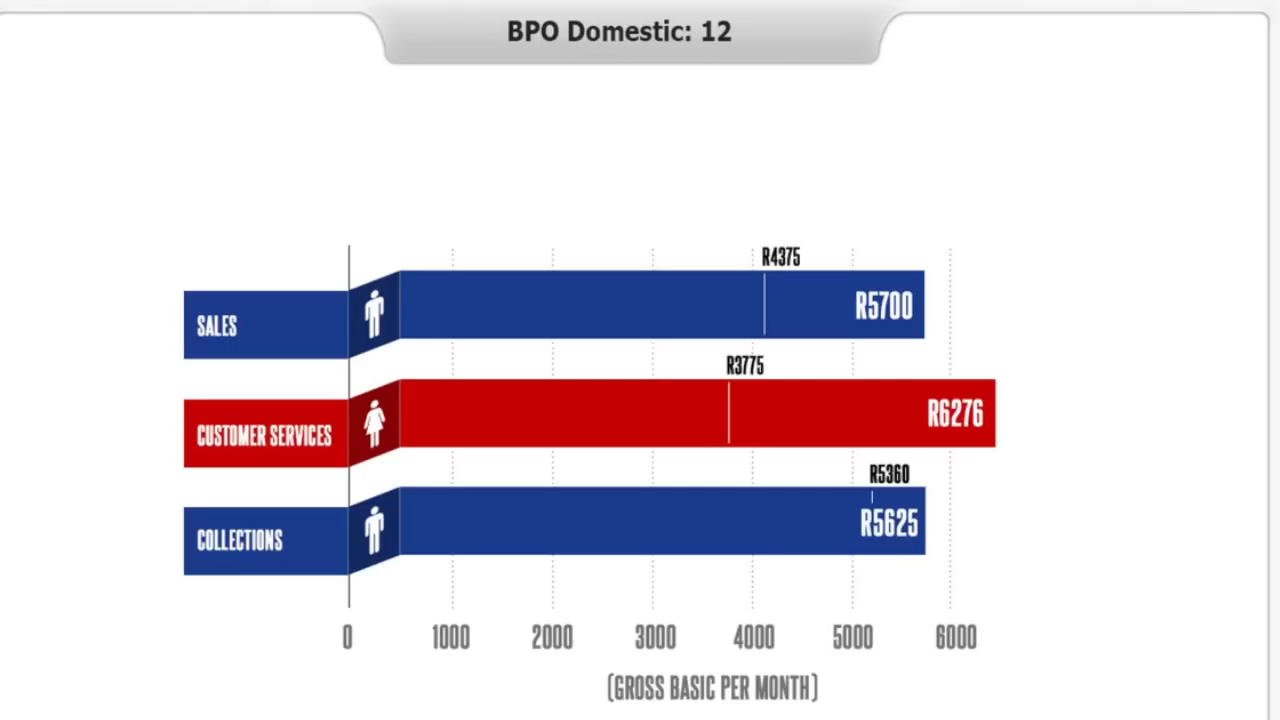 BPO Domestic: 12
R4375
SALES
R5700
R3775
CUSTOMER SERVICES
R6276
R5360
COLLECTIONS
R5625
0 1000 2000 3000 4000 5000 6000
(GROSS BASIC PER MONTH)